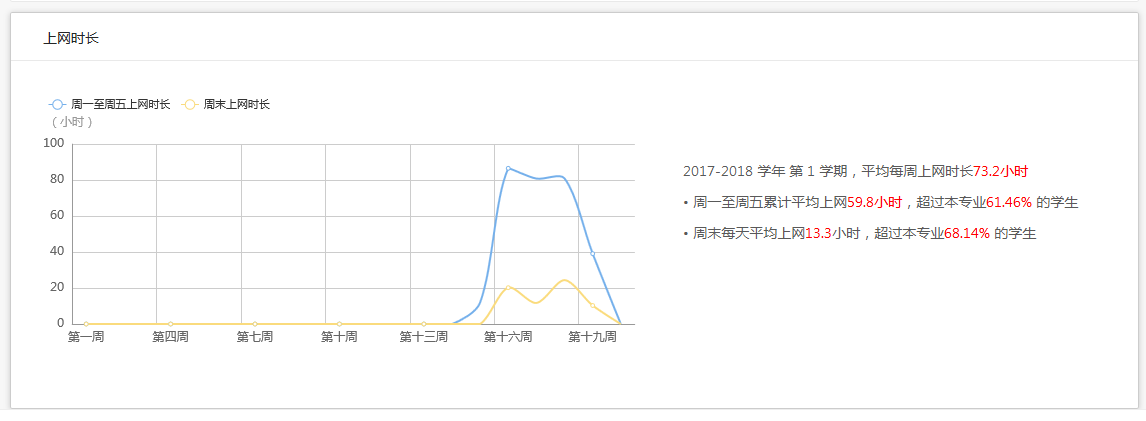 上网时长
周一至周五上网时长 周末上网时长
（小时）
100
80
60
40
20
0
第一周 第四周 第七周 第十周 第十三周 第十六周 第十九周
2017-2018 学年 第 1 学期，平均每周上网时长73.2小时
• 周一至周五累计平均上网59.8小时，超过本专业61.46% 的学生
• 周末每天平均上网13.3小时，超过本专业68.14% 的学生